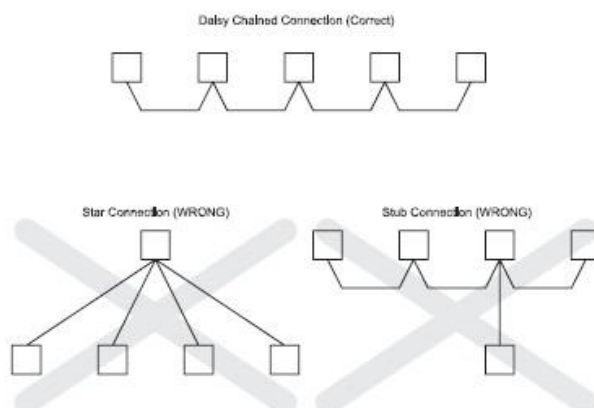 Daisy Chained Connection (Correct)
Star Connection (WRONG)
Stub Connection (WRONG)